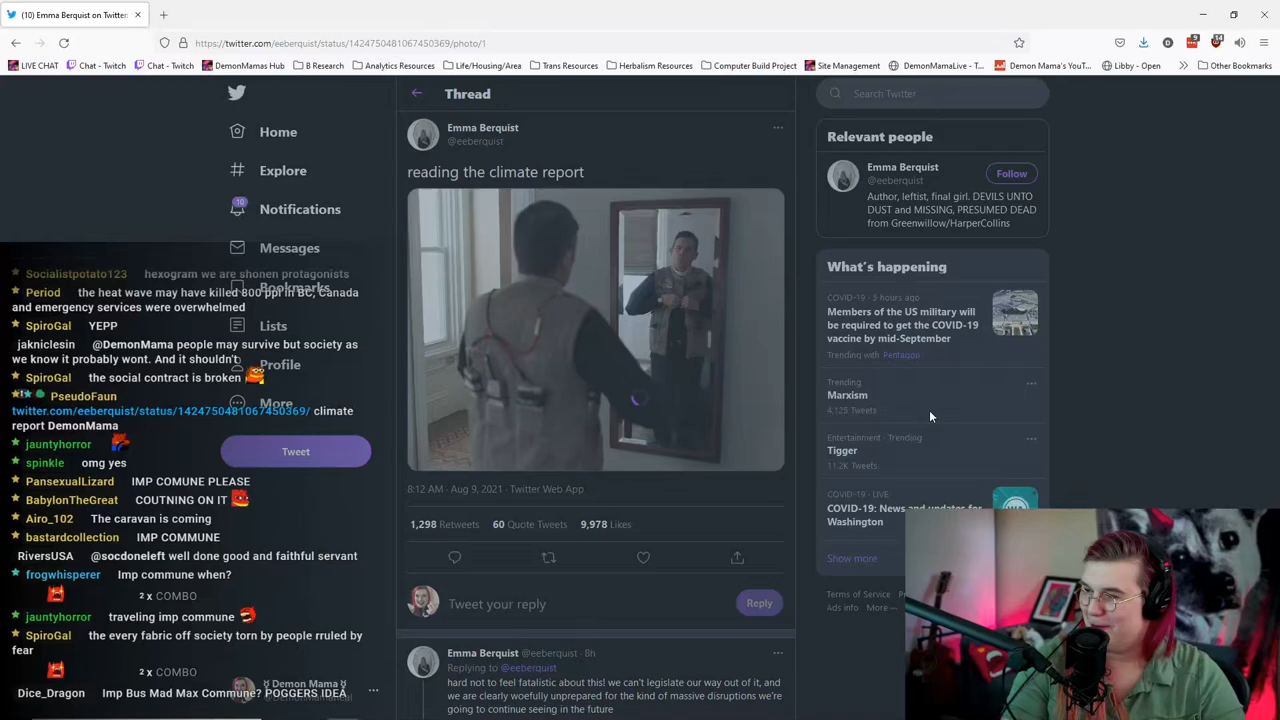 (10) Emma Berquist on Twitter
https://twitter.com/eeberquist/status/1424750481067450369/photo/1
LIVE CHAT
Chat - Twitch
Chat - Twitch
DemonMamas Hub
B Research
Analytics Resources
Life/Housing/Area
Trans Resources
Herbalism Resources
Computer Build Project
Site Management
DemonMamaLive - T...
Demon Mama's YouT...
Libby - Open
Other Bookmarks
Home
Explore
10
Notifications
Messages
Bookmarks
Lists
Profile
More
Tweet
Socialistpotato123 hexogram we are shonen protagonists
Period the heat wave may have killed 800 ppl in BC, Canada
and emergency services were overwhelmed
SpiroGal YEPP
jakniclesin @DemonMama people may survive but society as
we know it probably wont. And it shouldn't
SpiroGal the social contract is broken
PseudoFaun
twitter.com/eeberquist/status/1424750481067450369/ climate
report DemonMama
jauntyhorror
spinkle omg yes
PansexualLizard IMP COMUNE PLEASE
BabylonTheGreat COUTNING ON IT
Airo_102 The caravan is coming
bastardcollection IMP COMMUNE
RiversUSA @socdoneleft well done good and faithful servant
frogwhisperer Imp commune when?
2 x COMBO
jauntyhorror traveling imp commune
SpiroGal the every fabric off society torn by people rruled by
fear
2 x COMBO
Dice_Dragon Imp Bus Mad Max Commune? POGGERS IDEA
Demon Mama
Thread
Emma Berquist
@eeberquist
reading the climate report
8:12 AM · Aug 9, 2021 · Twitter Web App
1,298 Retweets 60 Quote Tweets 9,978 Likes
Tweet your reply
Reply
Emma Berquist @eeberquist · 8h
Replying to @eeberquist
hard not to feel fatalistic about this! we can't legislate our way out of it, and
we are clearly woefully unprepared for the kind of massive disruptions we're
going to continue seeing in the future
Search Twitter
Relevant people
Emma Berquist
@eeberquist
Follow
Author, leftist, final girl. DEVILS UNTO
DUST and MISSING, PRESUMED DEAD
from Greenwillow/HarperCollins
What's happening
COVID-19 · 5 hours ago
Members of the US military will
be required to get the COVID-19
vaccine by mid-September
Trending with Pentagon
Trending
Marxism
4,125 Tweets
Entertainment · Trending
Tigger
11.2K Tweets
COVID-19 · LIVE
COVID-19: News and updates for
Washington
Show more
Terms of Service
Ads info More